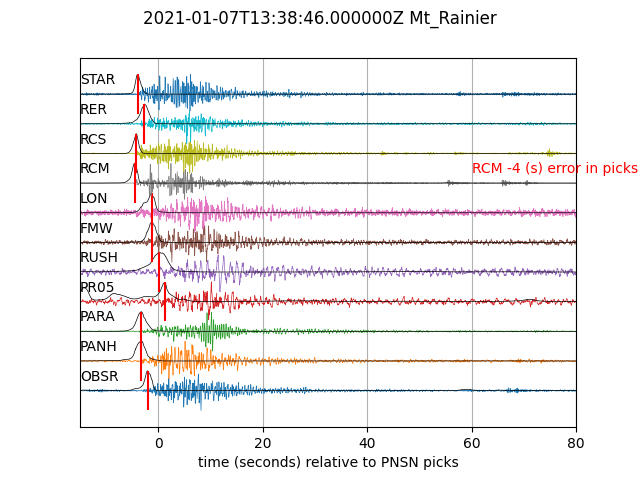 2021-01-07T13:38:46.000000Z Mt_Rainier
STAR
RER
RCS
RCM
RCM -4 (s) error in picks
LON
FMW
RUSH
PR05
PARA
PANH
OBSR
0 20 40 60 80
time (seconds) relative to PNSN picks